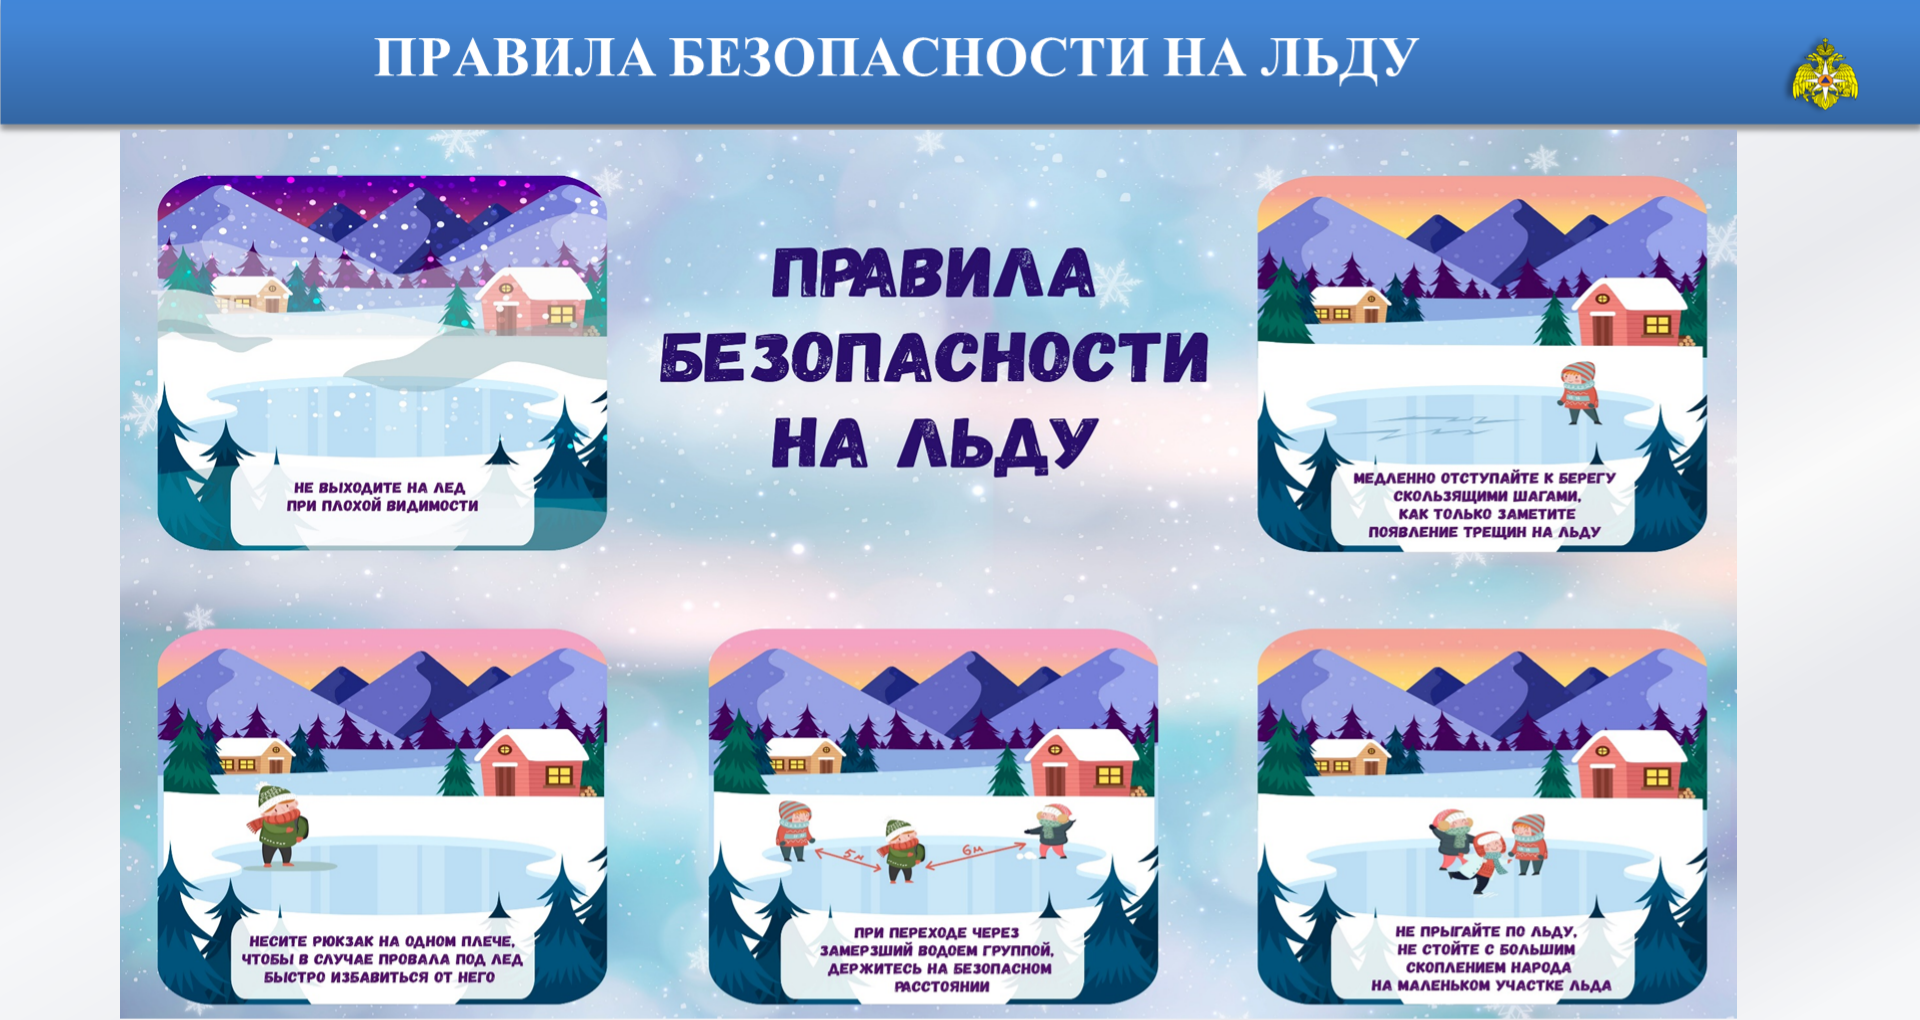 ПРАВИЛА БЕЗОПАСНОСТИ НА ЛЬДУ
ПРАВИЛА
БЕЗОПАСНОСТИ
НА ЛЬДУ
НЕ ВЫХОДИТЕ НА ЛЕД
ПРИ ПЛОХОЙ ВИДИМОСТИ
МЕДЛЕННО ОТСТУПАЙТЕ К БЕРЕГУ
СКОЛЬЗЯЩИМИ ШАГАМИ,
КАК ТОЛЬКО ЗАМЕТИТЕ
ПОЯВЛЕНИЕ ТРЕЩИН НА ЛЬДУ
НЕСИТЕ РЮКЗАК НА ОДНОМ ПЛЕЧЕ,
ЧТОБЫ В СЛУЧАЕ ПРОВАЛА ПОД ЛЕД
БЫСТРО ИЗБАВИТЬСЯ ОТ НЕГО
5м
6м
ПРИ ПЕРЕХОДЕ ЧЕРЕЗ
ЗАМЕРЗШИЙ ВОДОЕМ ГРУППОЙ,
ДЕРЖИТЕСЬ НА БЕЗОПАСНОМ
РАССТОЯНИИ
НЕ ПРЫГАЙТЕ ПО ЛЬДУ,
НЕ СТОЙТЕ С БОЛЬШИМ
СКОПЛЕНИЕМ НАРОДА
НА МАЛЕНЬКОМ УЧАСТКЕ ЛЬДА